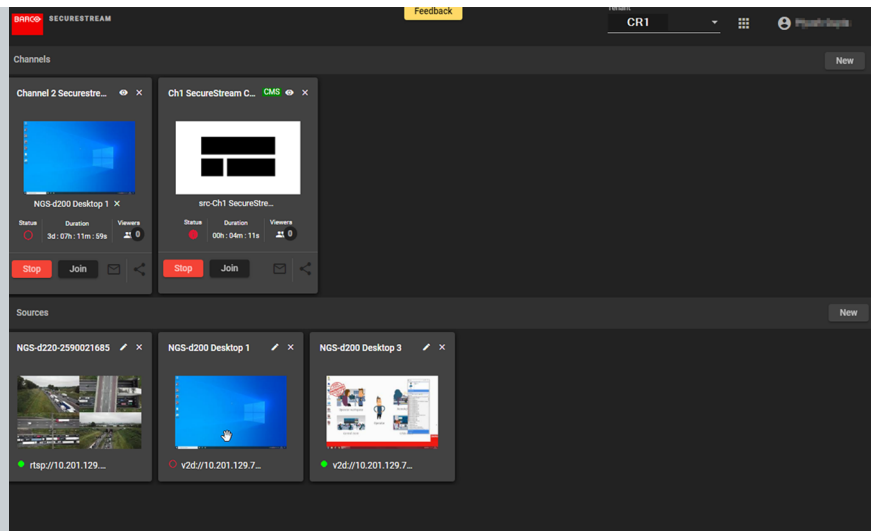 Feedback
Tenant
BARCO SECURESTREAM
CR1
Channels
New
Channel 2 Securestre...
Ch1 SecureStream C... CMS
NGS-d200 Desktop 1
src-Ch1 SecureStre...
Status Duration Viewers
3d : 07h : 11m : 59s 0
Status Duration Viewers
00h : 04m : 11s 0
Stop Join
Stop Join
Sources
New
NGS-d220-2590021685
NGS-d200 Desktop 1
NGS-d200 Desktop 3
rtsp://10.201.129....
v2d://10.201.129.7...
v2d://10.201.129.7...